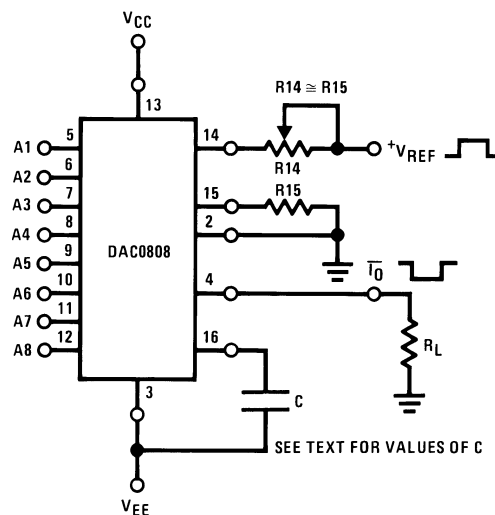 VCC
13
R14 ≅ R15
A1 5
14
+VREF
R14
A2 6
A3 7
15
R15
A4 8
2
DAC0808
A5 9
A6 10
4
I̅O̅
A7 11
A8 12
16
RL
C
3
SEE TEXT FOR VALUES OF C
VEE